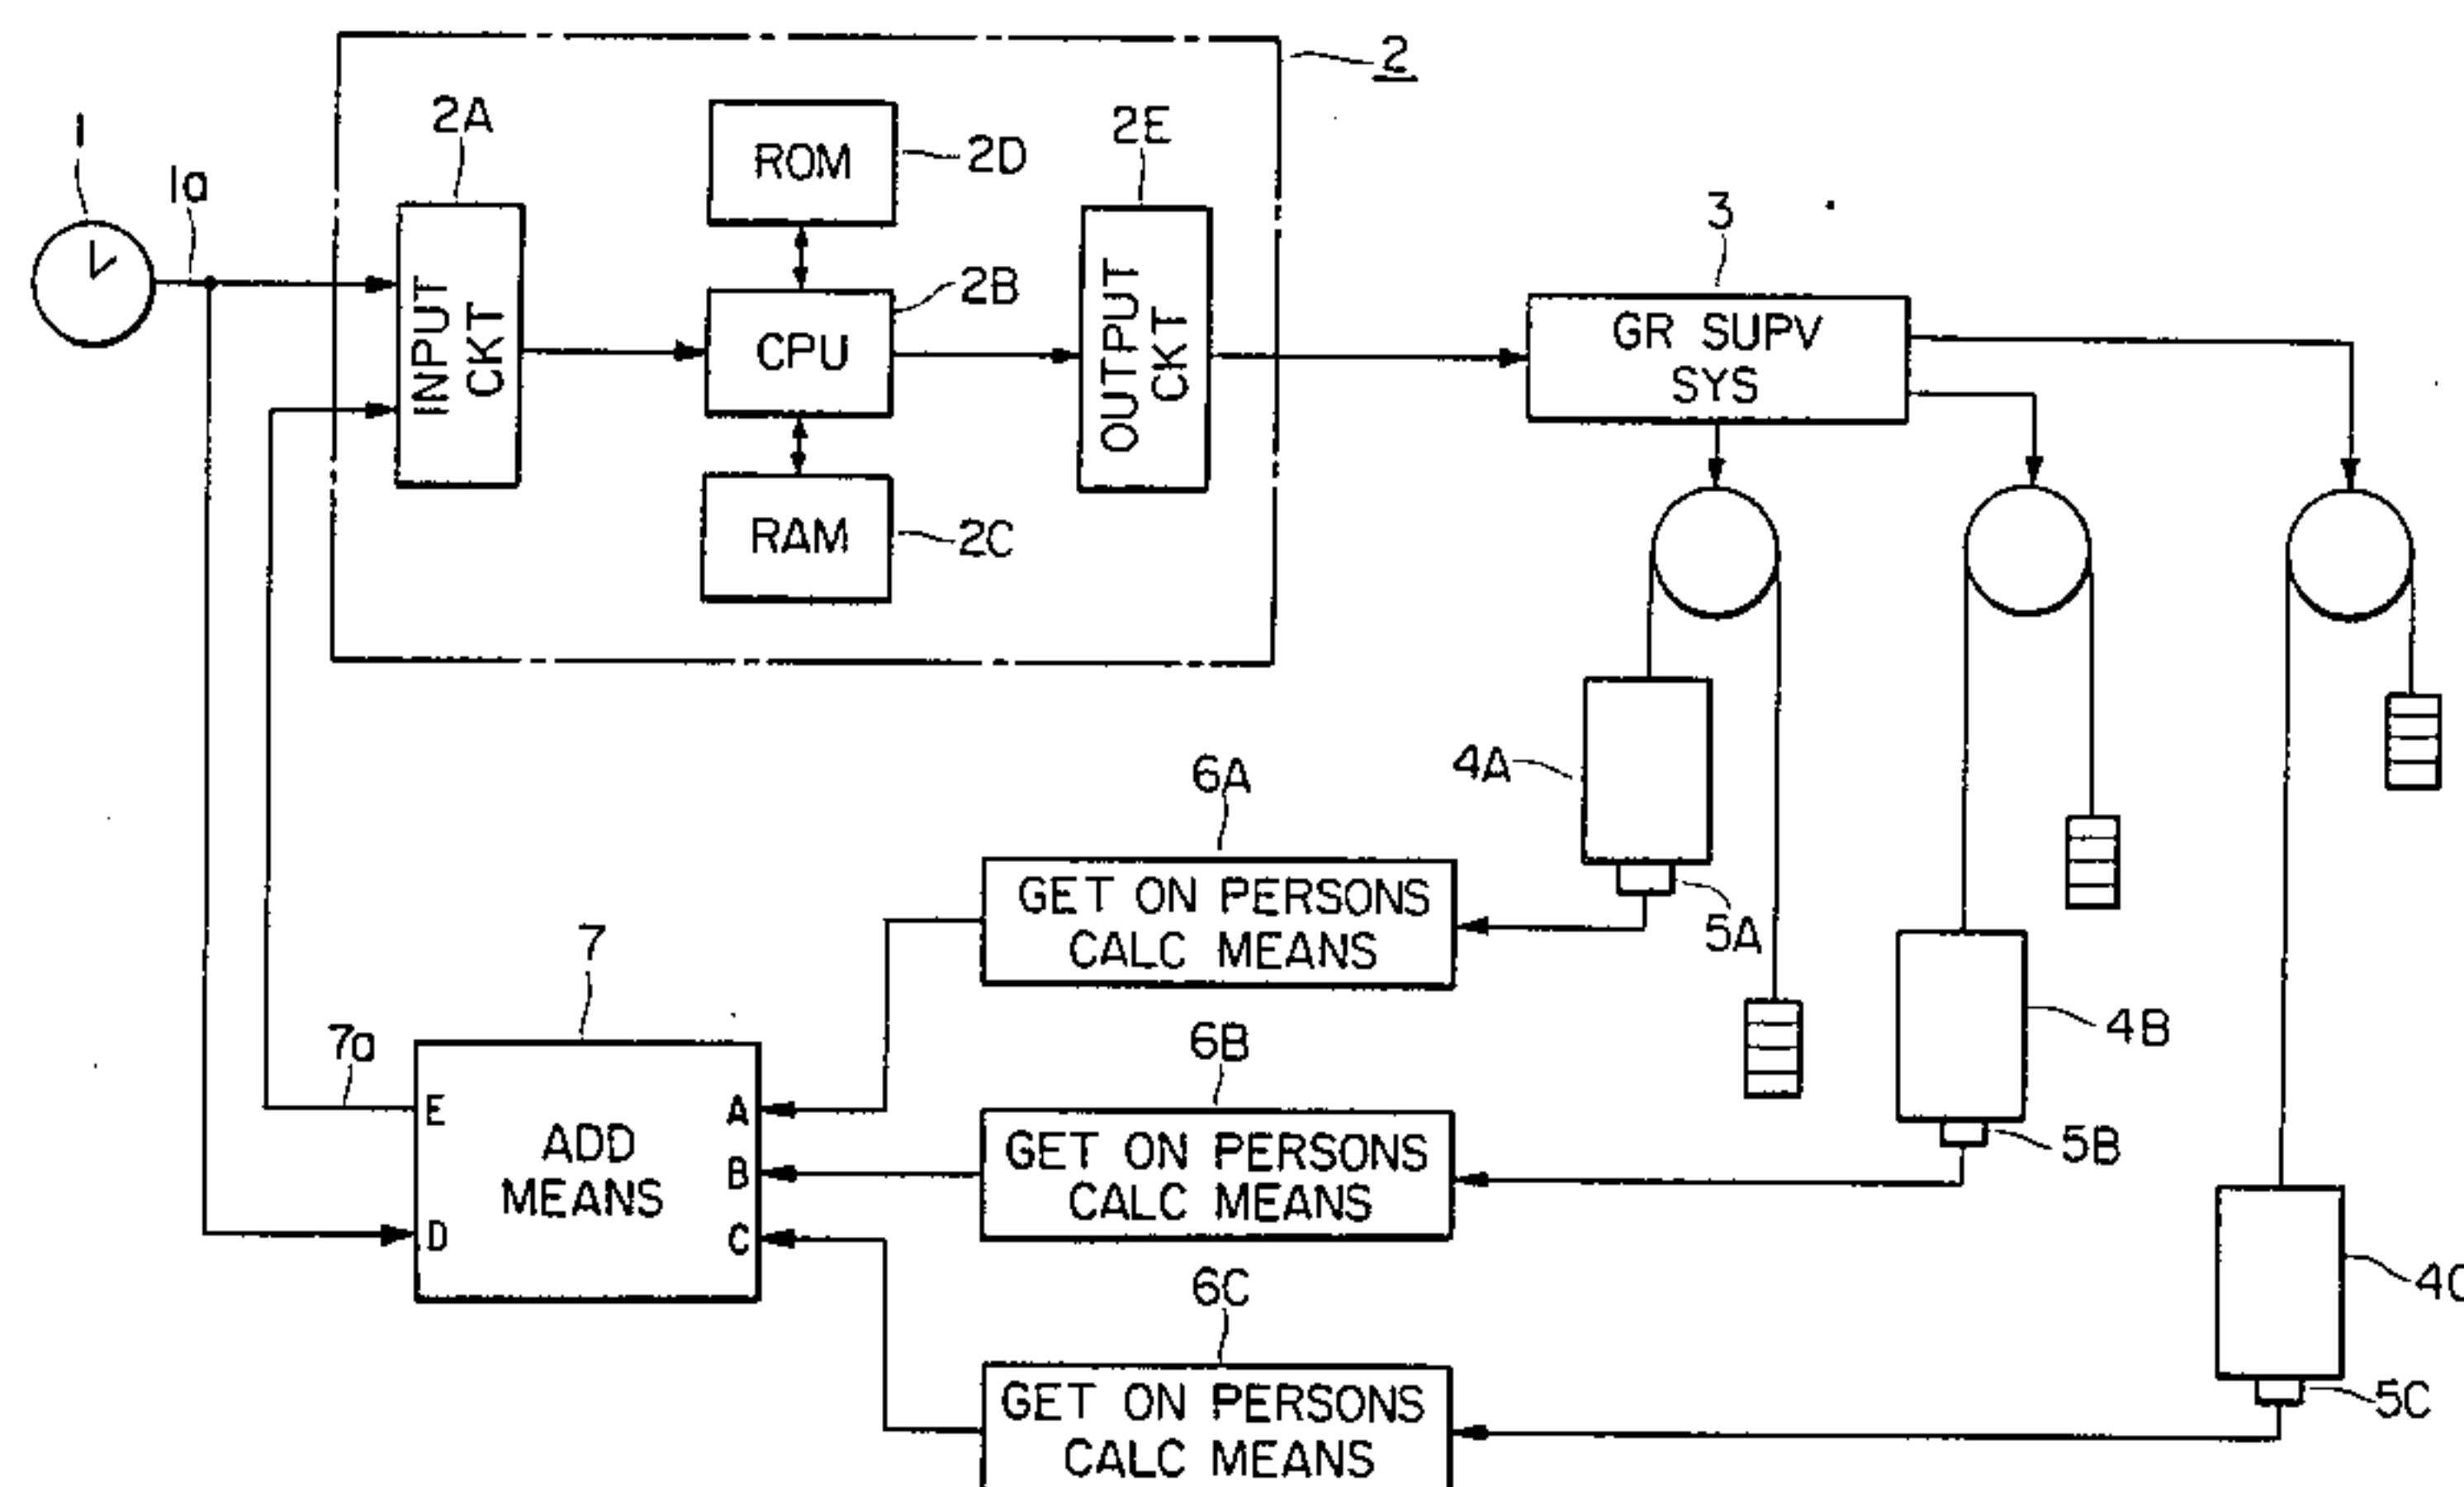 2
2A
1
ROM
2D
2E
1a
3
INPUT
CKT
2B
CPU
OUTPUT
CKT
GR SUPV
SYS
RAM
2C
4A
6A
GET ON PERSONS
CALC MEANS
5A
7
7a
6B
4B
E
A
ADD
MEANS
B
GET ON PERSONS
CALC MEANS
5B
D
C
6C
4C
GET ON PERSONS
CALC MEANS
5C